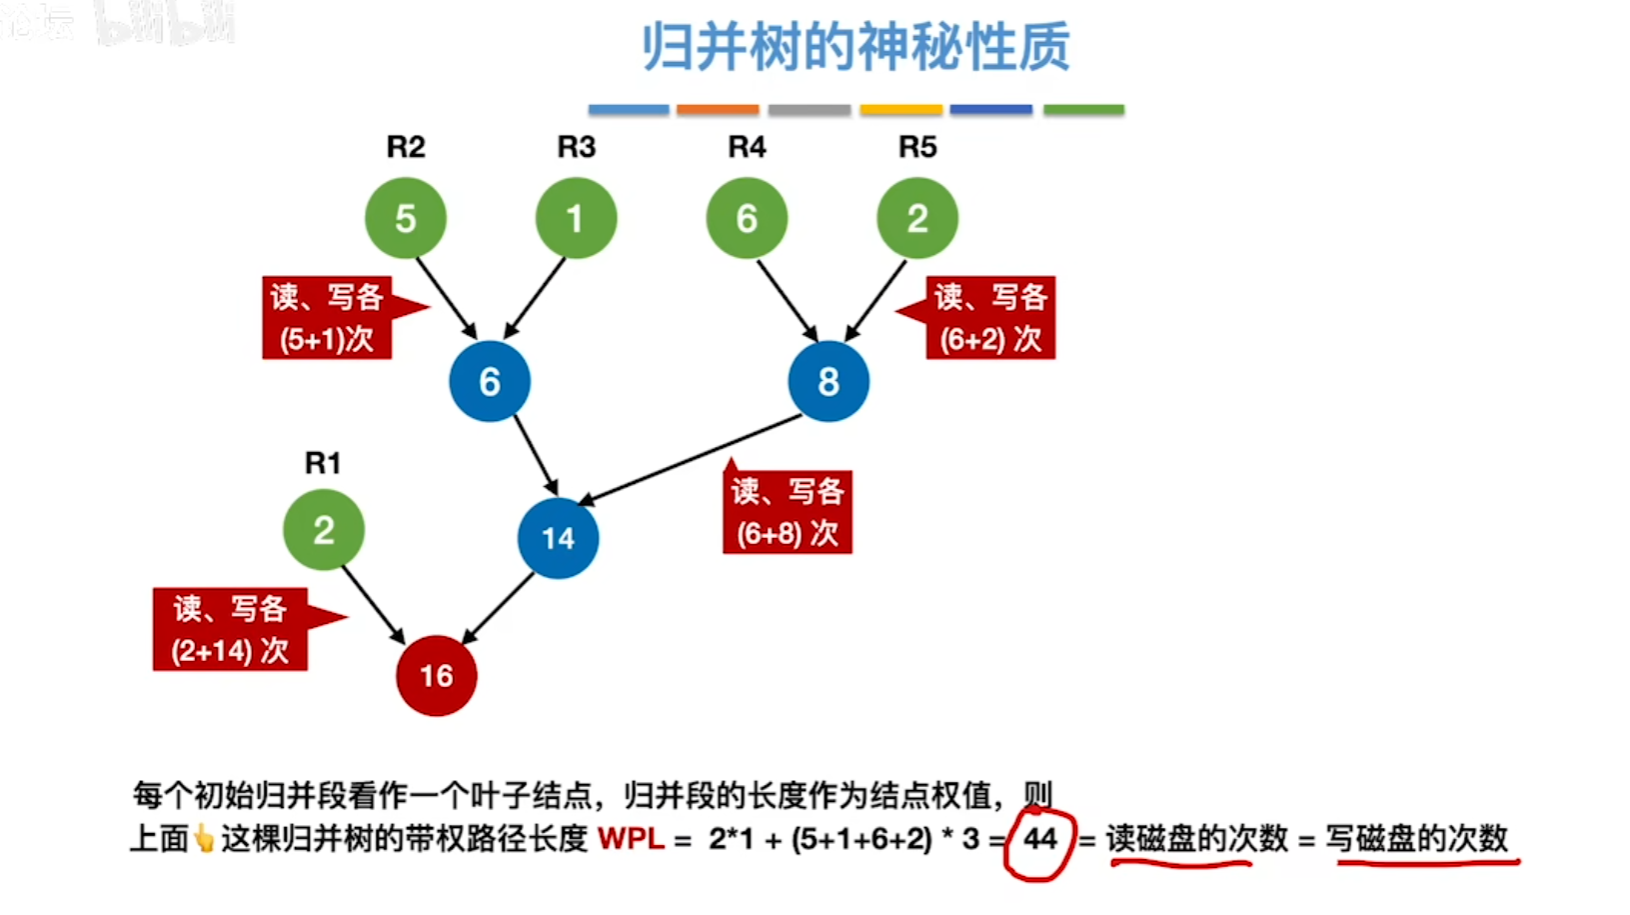 论坛 bilibili
归并树的神秘性质
R2 R3 R4 R5
5 1 6 2
读、写各
(5+1)次
读、写各
(6+2) 次
6 8
R1
读、写各
(6+8) 次
2 14
读、写各
(2+14) 次
16
每个初始归并段看作一个叶子结点，归并段的长度作为结点权值，则
上面👆这棵归并树的带权路径长度 WPL = 2*1 + (5+1+6+2) * 3 = 44 = 读磁盘的次数 = 写磁盘的次数